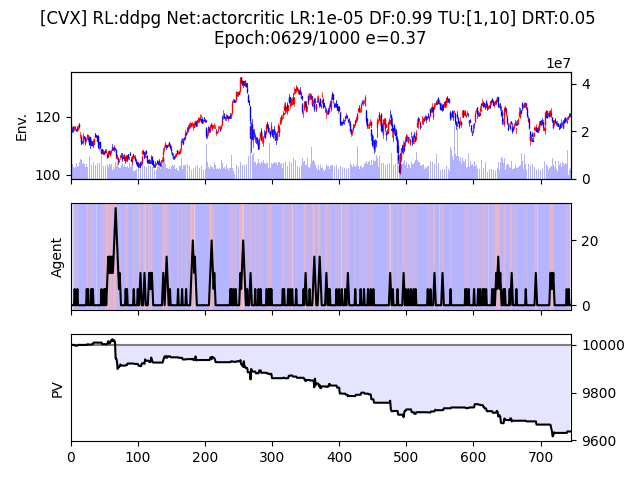 [CVX] RL:ddpg Net:actorcritic LR:1e-05 DF:0.99 TU:[1,10] DRT:0.05
Epoch:0629/1000 e=0.37
1e7
Env.
120
100
4
2
0
Agent
20
0
PV
10000
9800
9600
0 100 200 300 400 500 600 700